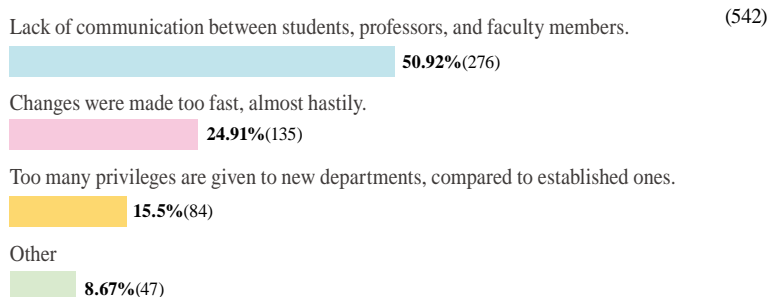 (542)
Lack of communication between students, professors, and faculty members.
50.92%(276)
Changes were made too fast, almost hastily.
24.91%(135)
Too many privileges are given to new departments, compared to established ones.
15.5%(84)
Other
8.67%(47)